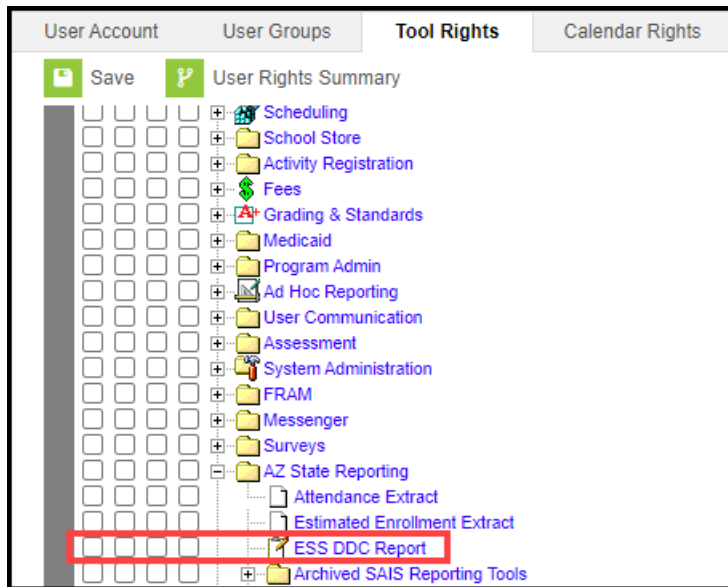 User Account User Groups Tool Rights Calendar Rights
Save User Rights Summary
Scheduling
School Store
Activity Registration
Fees
Grading & Standards
Medicaid
Program Admin
Ad Hoc Reporting
User Communication
Assessment
System Administration
FRAM
Messenger
Surveys
AZ State Reporting
Attendance Extract
Estimated Enrollment Extract
ESS DDC Report
Archived SAIS Reporting Tools